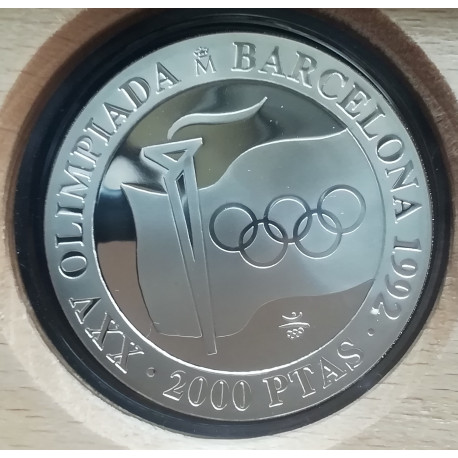 XXV OLIMPIADA M BARCELONA 1992
· 2000 PTAS ·